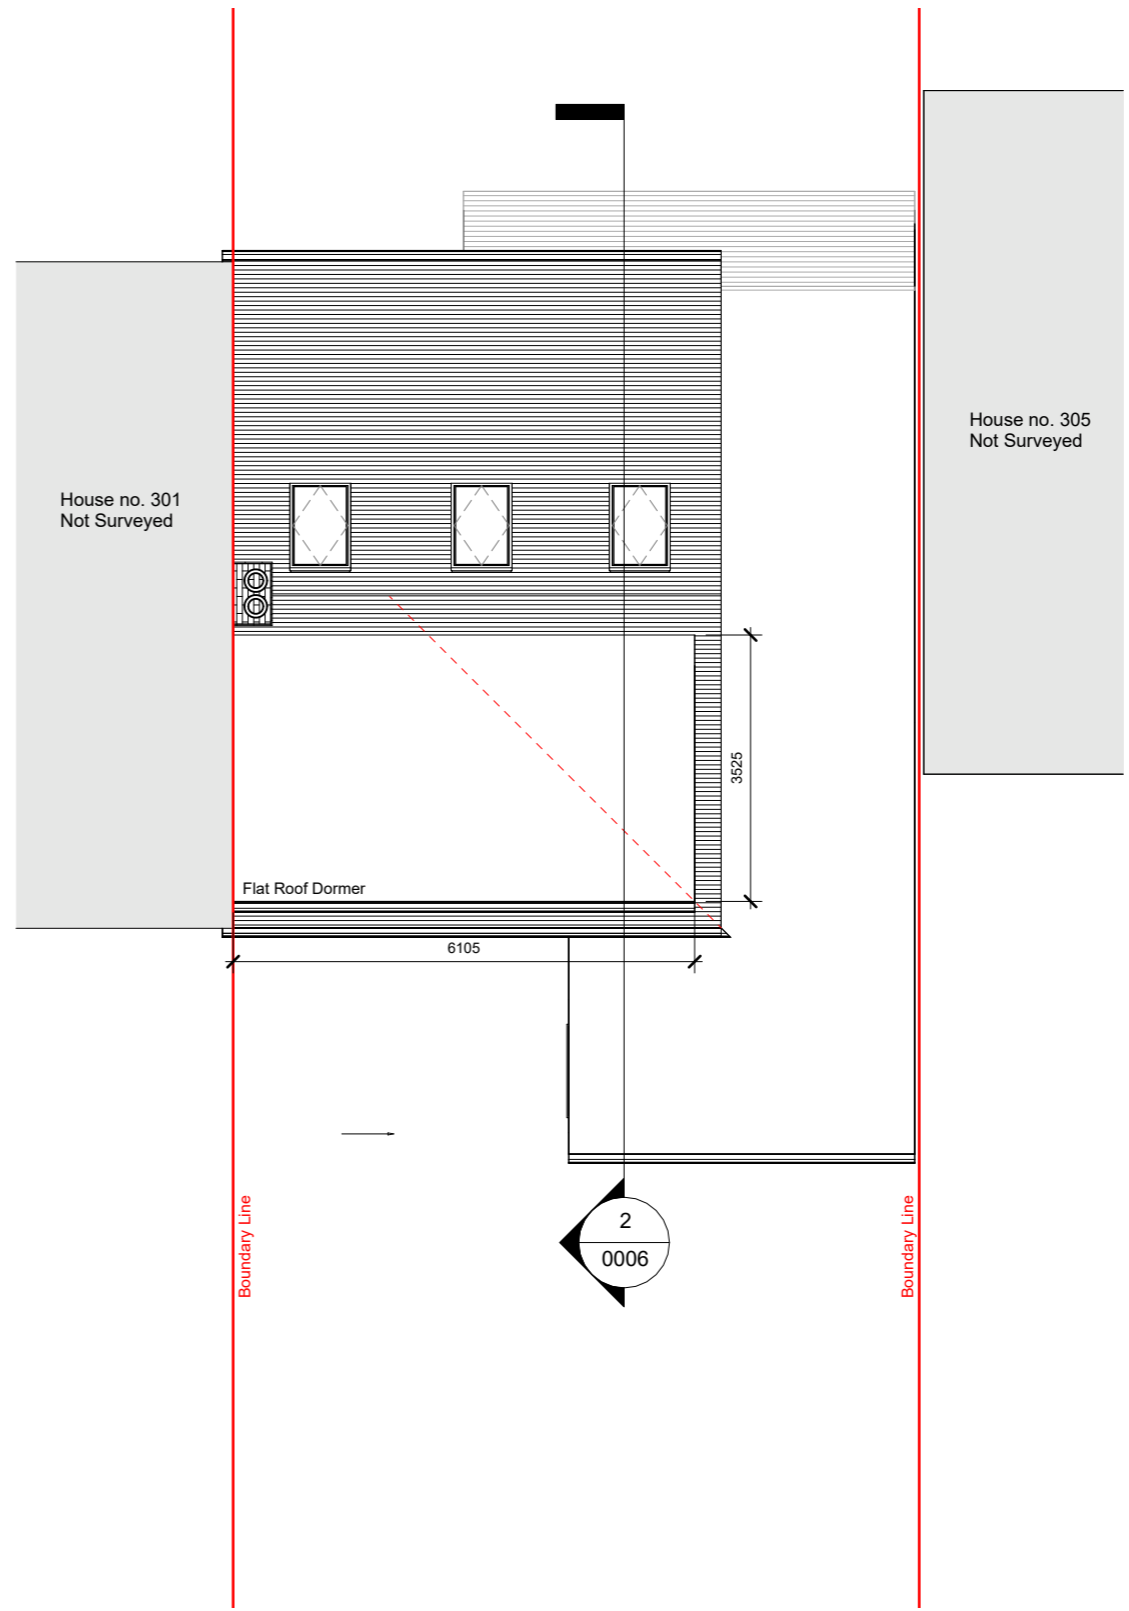 House no. 305
Not Surveyed
House no. 301
Not Surveyed
3525
Flat Roof Dormer
6105
Boundary Line
Boundary Line
2
0006